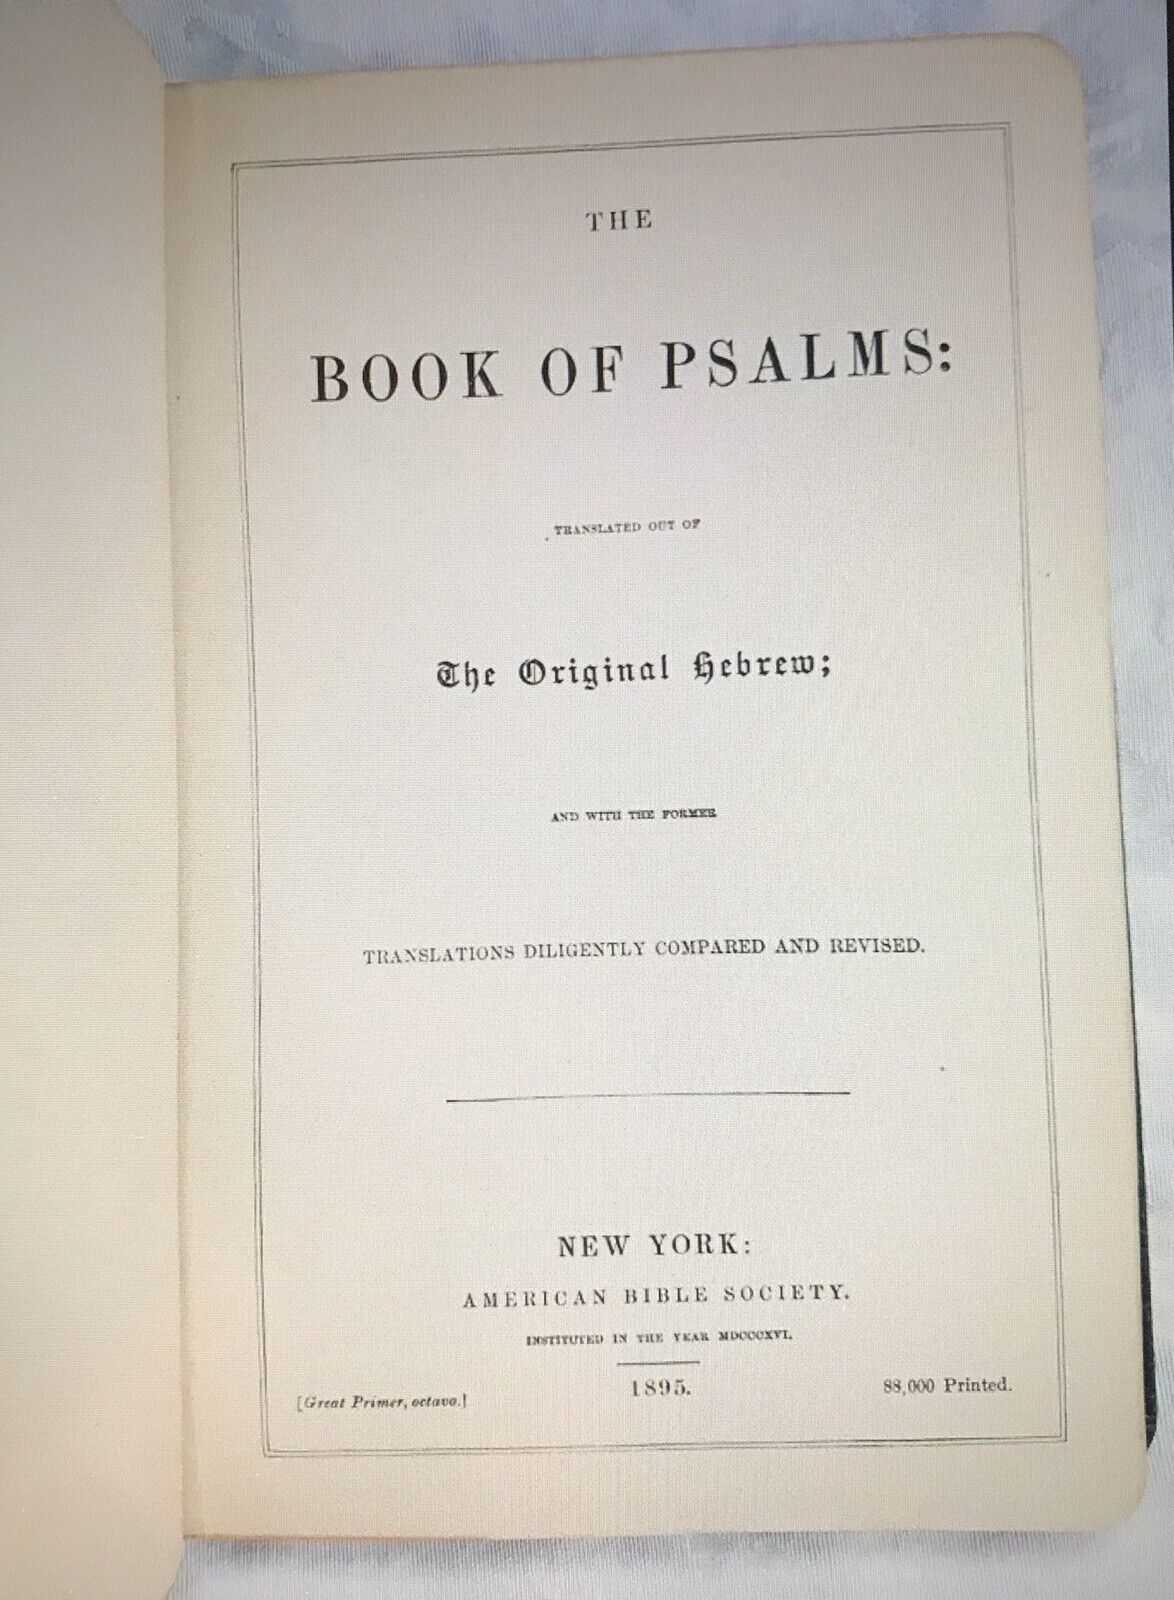 THE
BOOK OF PSALMS:
TRANSLATED OUT OF
The Original Hebrew;
AND WITH THE FORMER
TRANSLATIONS DILIGENTLY COMPARED AND REVISED.
NEW YORK:
AMERICAN BIBLE SOCIETY.
INSTITUTED IN THE YEAR MDCCCXVI.
1895.
[Great Primer, octavo.]
88,000 Printed.